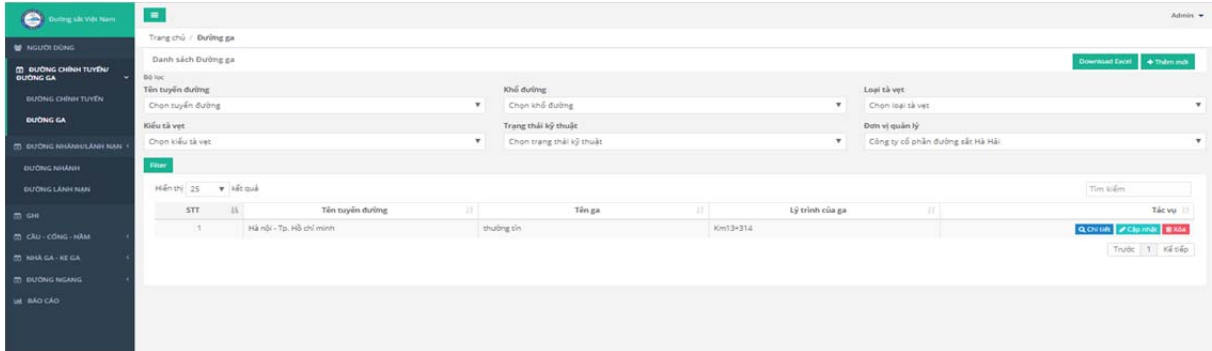 Đường sắt Việt Nam
Admin
NGƯỜI DÙNG
ĐƯỜNG CHÍNH TUYẾN/
ĐƯỜNG GA
ĐƯỜNG CHÍNH TUYẾN
ĐƯỜNG GA
ĐƯỜNG NHÁNH/LÁNH NẠN
ĐƯỜNG NHÁNH
ĐƯỜNG LÁNH NẠN
GHI
CẦU - CỐNG - HẦM
NHÀ GA - KE GA
ĐƯỜNG NGANG
BÁO CÁO
Trang chủ / Đường ga
Danh sách Đường ga
Download Excel + Thêm mới
Bộ lọc
Tên tuyến đường Khổ đường Loại tà vẹt
Chọn tuyến đường Chọn khổ đường Chọn loại tà vẹt
Kiểu tà vẹt Trạng thái kỹ thuật Đơn vị quản lý
Chọn kiểu tà vẹt Chọn trạng thái kỹ thuật Công ty cổ phần đường sắt Hà Hải
Filter
Hiển thị 25 kết quả Tìm kiếm
STT Tên tuyến đường Tên ga Lý trình của ga Tác vụ
1 Hà nội - Tp. Hồ chí minh thường tín Km13+314 Chi tiết Cập nhật Xóa
Trước 1 Kế tiếp